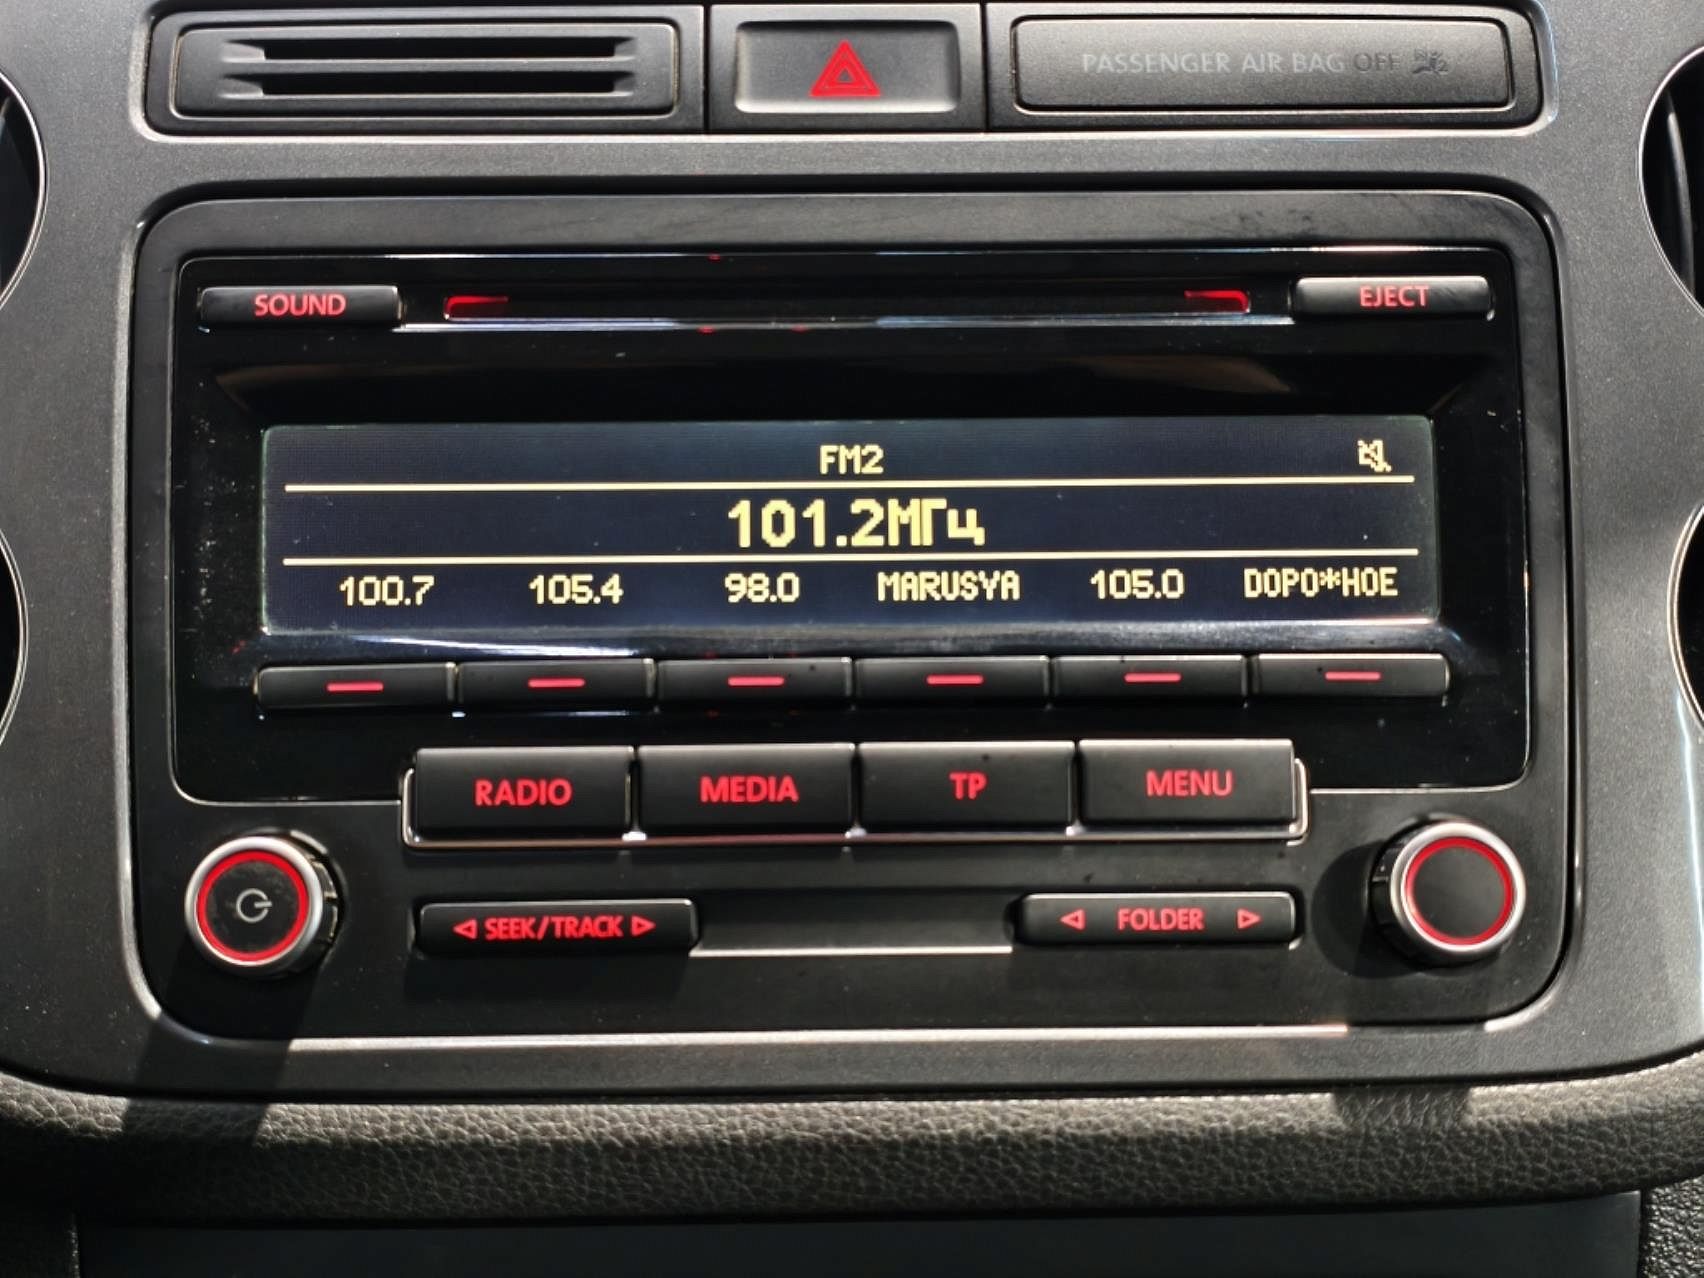 PASSENGER AIR BAG OFF
SOUND
EJECT
FM2
101.2МГц
100.7 105.4 98.0 MARUSYA 105.0 DOPO*HOE
RADIO MEDIA TP MENU
SEEK/TRACK FOLDER